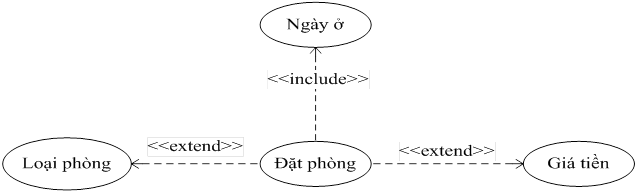 Ngày ở
<<include>>
<<extend>>
<<extend>>
Loại phòng
Đặt phòng
Giá tiền